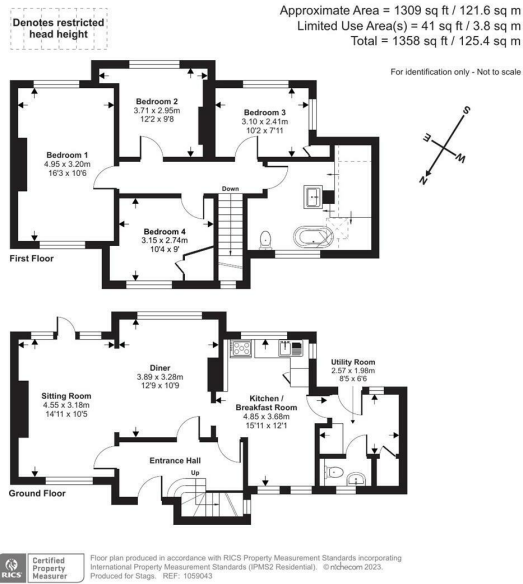 Denotes restricted
head height
Approximate Area = 1309 sq ft / 121.6 sq m
Limited Use Area(s) = 41 sq ft / 3.8 sq m
Total = 1358 sq ft / 125.4 sq m
For identification only - Not to scale
S
E
W
N
Bedroom 1
4.95 x 3.20m
16'3 x 10'6
Bedroom 2
3.71 x 2.95m
12'2 x 9'8
Bedroom 3
3.10 x 2.41m
10'2 x 7'11
Bedroom 4
3.15 x 2.74m
10'4 x 9'
Down
First Floor
Sitting Room
4.55 x 3.18m
14'11 x 10'5
Diner
3.89 x 3.28m
12'9 x 10'9
Kitchen /
Breakfast Room
4.85 x 3.68m
15'11 x 12'1
Utility Room
2.57 x 1.98m
8'5 x 6'6
Entrance Hall
Up
Ground Floor
RICS
Certified
Property
Measurer
Floor plan produced in accordance with RICS Property Measurement Standards incorporating
International Property Measurement Standards (IPMS2 Residential). © nichecom 2023.
Produced for Stags. REF: 1059043